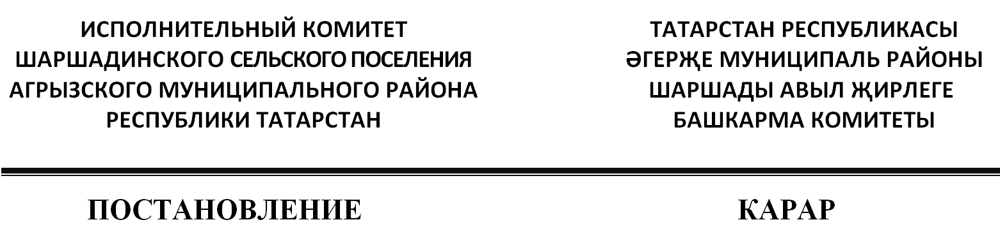 ИСПОЛНИТЕЛЬНЫЙ КОМИТЕТ
ШАРШАДИНСКОГО СЕЛЬСКОГО ПОСЕЛЕНИЯ
АГРЫЗСКОГО МУНИЦИПАЛЬНОГО РАЙОНА
РЕСПУБЛИКИ ТАТАРСТАН
ТАТАРСТАН РЕСПУБЛИКАСЫ
ӘГЕРҖЕ МУНИЦИПАЛЬ РАЙОНЫ
ШАРШАДЫ АВЫЛ ҖИРЛЕГЕ
БАШКАРМА КОМИТЕТЫ
ПОСТАНОВЛЕНИЕ
КАРАР